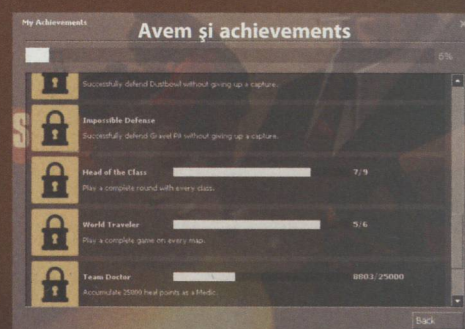 My Achievements
Avem şi achievements
6%
Successfully defend Dustbowl without giving up a capture.
Impossible Defense
Successfully defend Gravel Pit without giving up a capture.
Head of the Class 7/9
Play a complete round with every class.
World Traveler 5/6
Play a complete game on every map.
Team Doctor 8803/25000
Accumulate 25000 heal points as a Medic.
Back